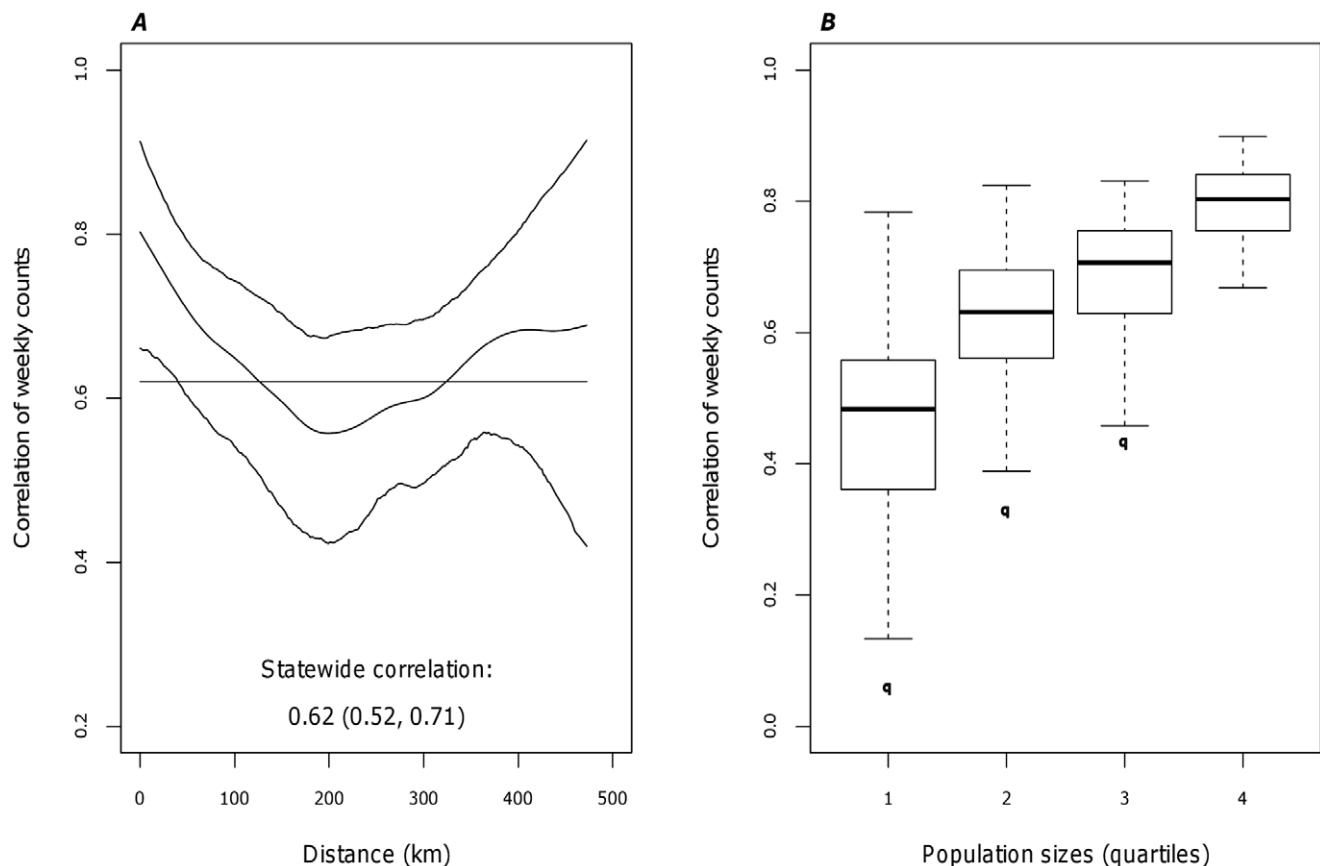 A
B
Correlation of weekly counts
1.0
0.8
0.6
0.4
0.2
Statewide correlation:
0.62 (0.52, 0.71)
0 100 200 300 400 500
Distance (km)
Correlation of weekly counts
1.0
0.8
0.6
0.4
0.2
0.0
q
q
q
1 2 3 4
Population sizes (quartiles)